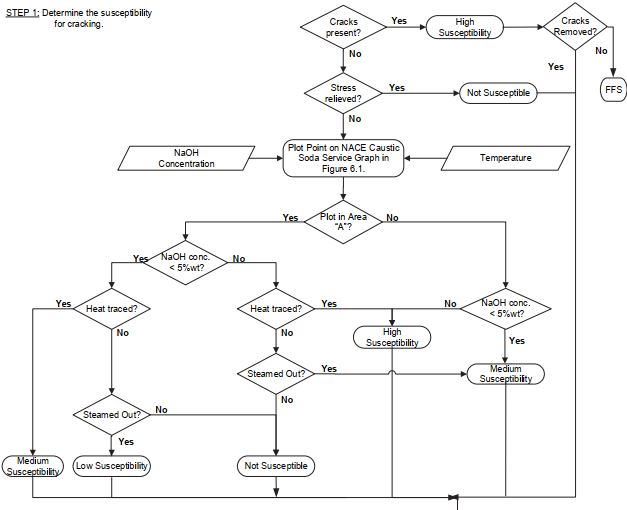 STEP 1: Determine the susceptibility
for cracking.
Cracks
present?
Yes
High
Susceptibility
Cracks
Removed?
No
Yes
No
FFS
Stress
relieved?
Yes
Not Susceptible
No
NaOH
Concentration
Plot Point on NACE Caustic
Soda Service Graph in
Figure 6.1.
Temperature
Yes
Plot in Area
"A"?
No
Yes
NaOH conc.
< 5%wt?
No
Yes
Heat traced?
No
Heat traced?
Yes
No
High
Susceptibility
No
NaOH conc.
< 5%wt?
Yes
Steamed Out?
Yes
No
Medium
Susceptibility
Steamed Out?
No
Yes
Medium
Susceptibility
Low Susceptibility
Not Susceptible